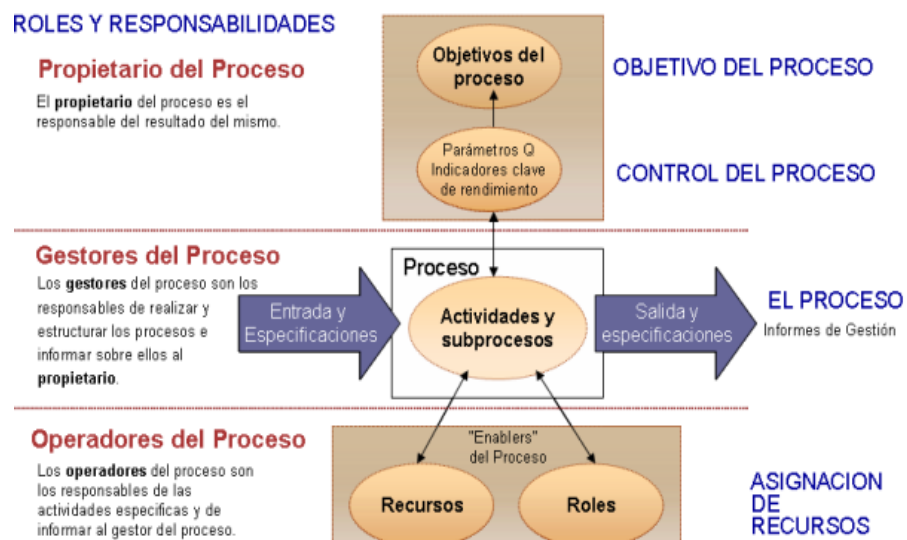 ROLES Y RESPONSABILIDADES
Propietario del Proceso
El propietario del proceso es el
responsable del resultado del mismo.
Objetivos del
proceso
OBJETIVO DEL PROCESO
Parámetros Q
Indicadores clave
de rendimiento
CONTROL DEL PROCESO
Gestores del Proceso
Los gestores del proceso son los
responsables de realizar y
estructurar los procesos e
informar sobre ellos al
propietario.
Entrada y
Especificaciones
Proceso
Actividades y
subprocesos
Salida y
especificaciones
EL PROCESO
Informes de Gestión
Operadores del Proceso
Los operadores del proceso son
los responsables de las
actividades especificas y de
informar al gestor del proceso.
"Enablers"
del Proceso
Recursos
Roles
ASIGNACION
DE
RECURSOS